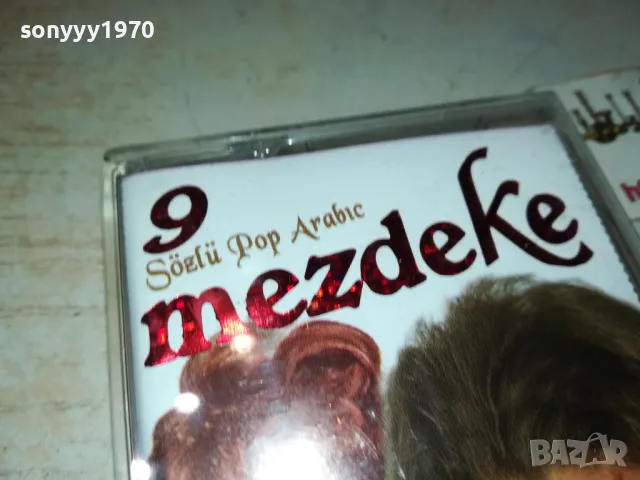 sonyyy1970
9
Sözlü Pop Arabic
mezdeke
BAZAR